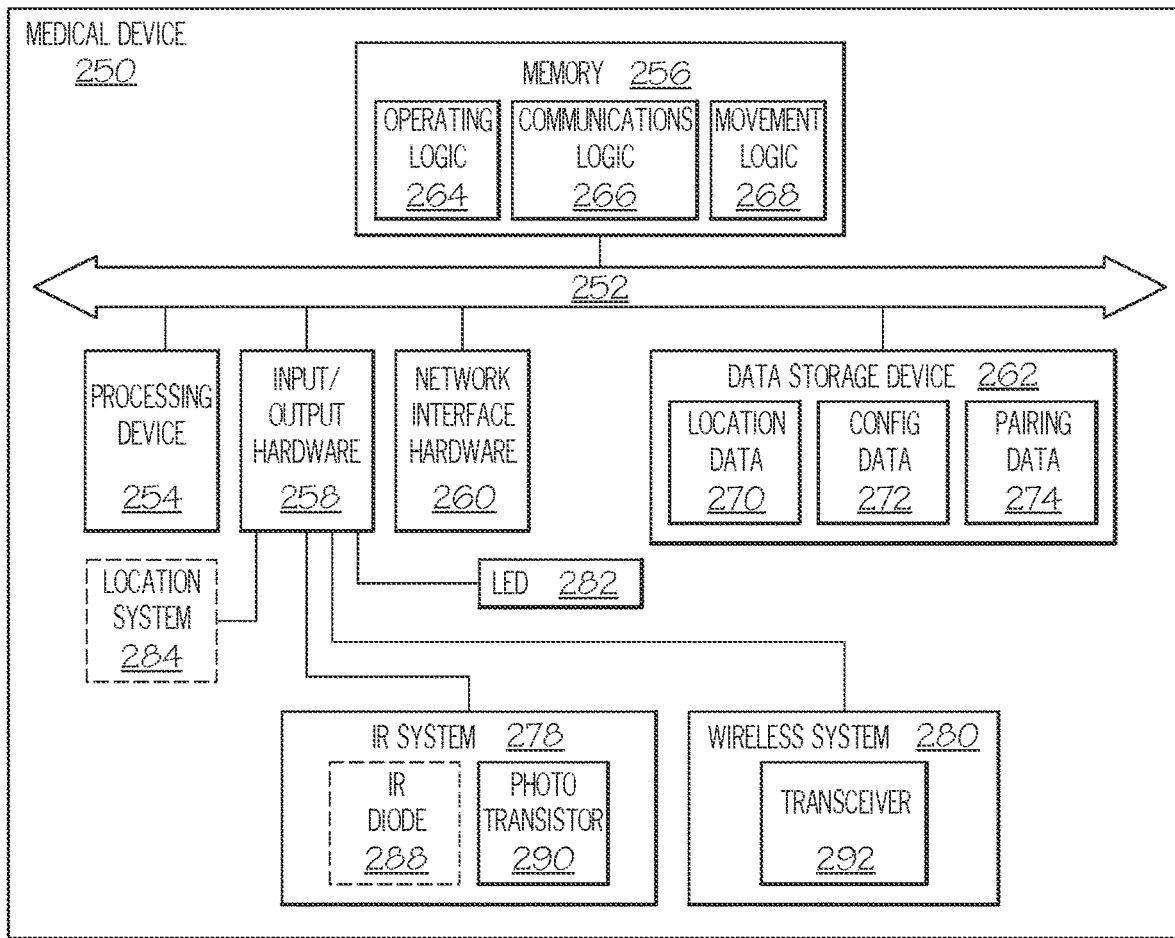 MEDICAL DEVICE
250
MEMORY 256
OPERATING
LOGIC
264
COMMUNICATIONS
LOGIC
266
MOVEMENT
LOGIC
268
252
PROCESSING
DEVICE
254
INPUT/
OUTPUT
HARDWARE
258
NETWORK
INTERFACE
HARDWARE
260
DATA STORAGE DEVICE 262
LOCATION
DATA
270
CONFIG
DATA
272
PAIRING
DATA
274
LOCATION
SYSTEM
284
LED 282
IR SYSTEM 278
IR
DIODE
288
PHOTO
TRANSISTOR
290
WIRELESS SYSTEM 280
TRANSCEIVER
292